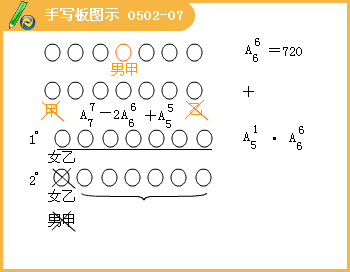 手写板图示 0502-07
男甲
A₆⁶ =720
甲 乙
A₇⁷-2A₆⁶+A₅⁵
+
1°
女乙
A₅¹ · A₆⁶
2°
女乙
男甲